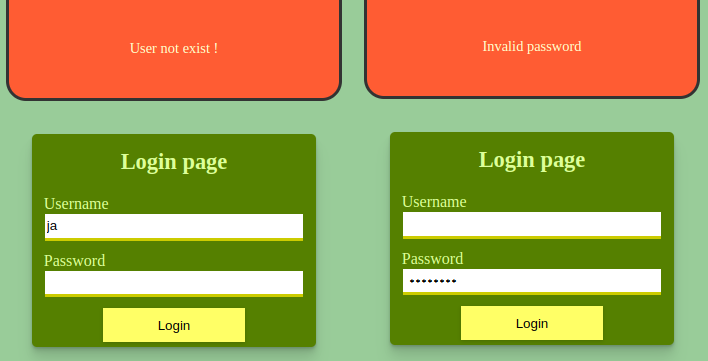 User not exist !
Login page
Username
ja
Password
Login
Invalid password
Login page
Username
Password
********
Login